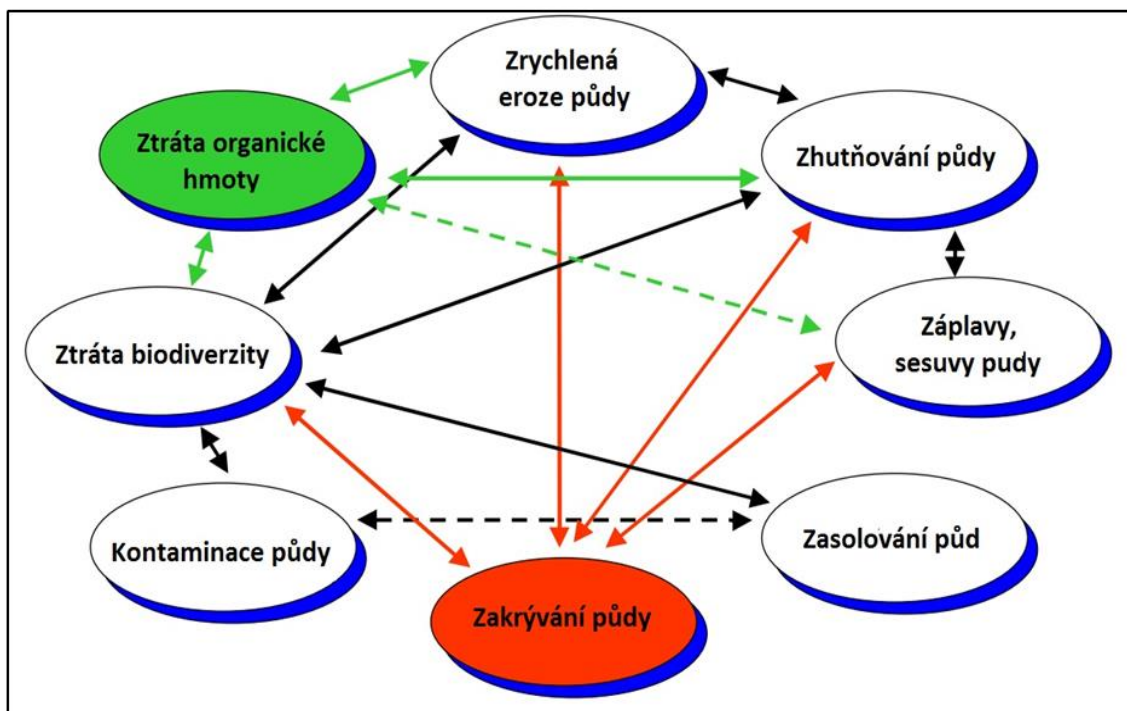 Zrychlená
eroze půdy
Ztráta organické
hmoty
Zhutňování půdy
Ztráta biodiverzity
Záplavy,
sesuvy pudy
Kontaminace půdy
Zasolování půd
Zakrývání půdy